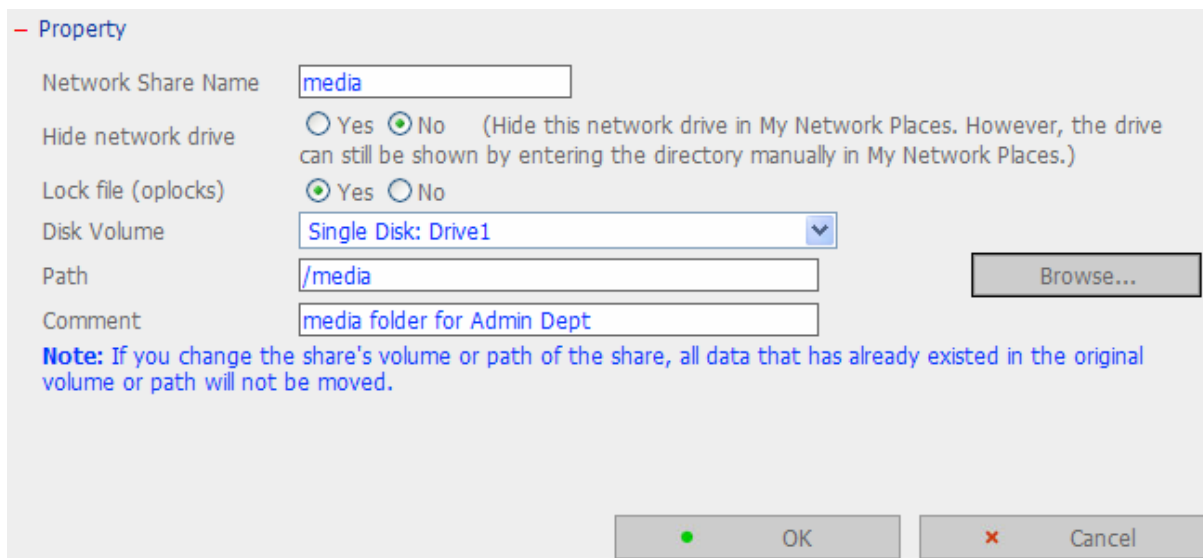 – Property
Network Share Name media
Hide network drive Yes No (Hide this network drive in My Network Places. However, the drive
can still be shown by entering the directory manually in My Network Places.)
Lock file (oplocks) Yes No
Disk Volume Single Disk: Drive1
Path /media Browse...
Comment media folder for Admin Dept
Note: If you change the share's volume or path of the share, all data that has already existed in the original
volume or path will not be moved.
OK Cancel